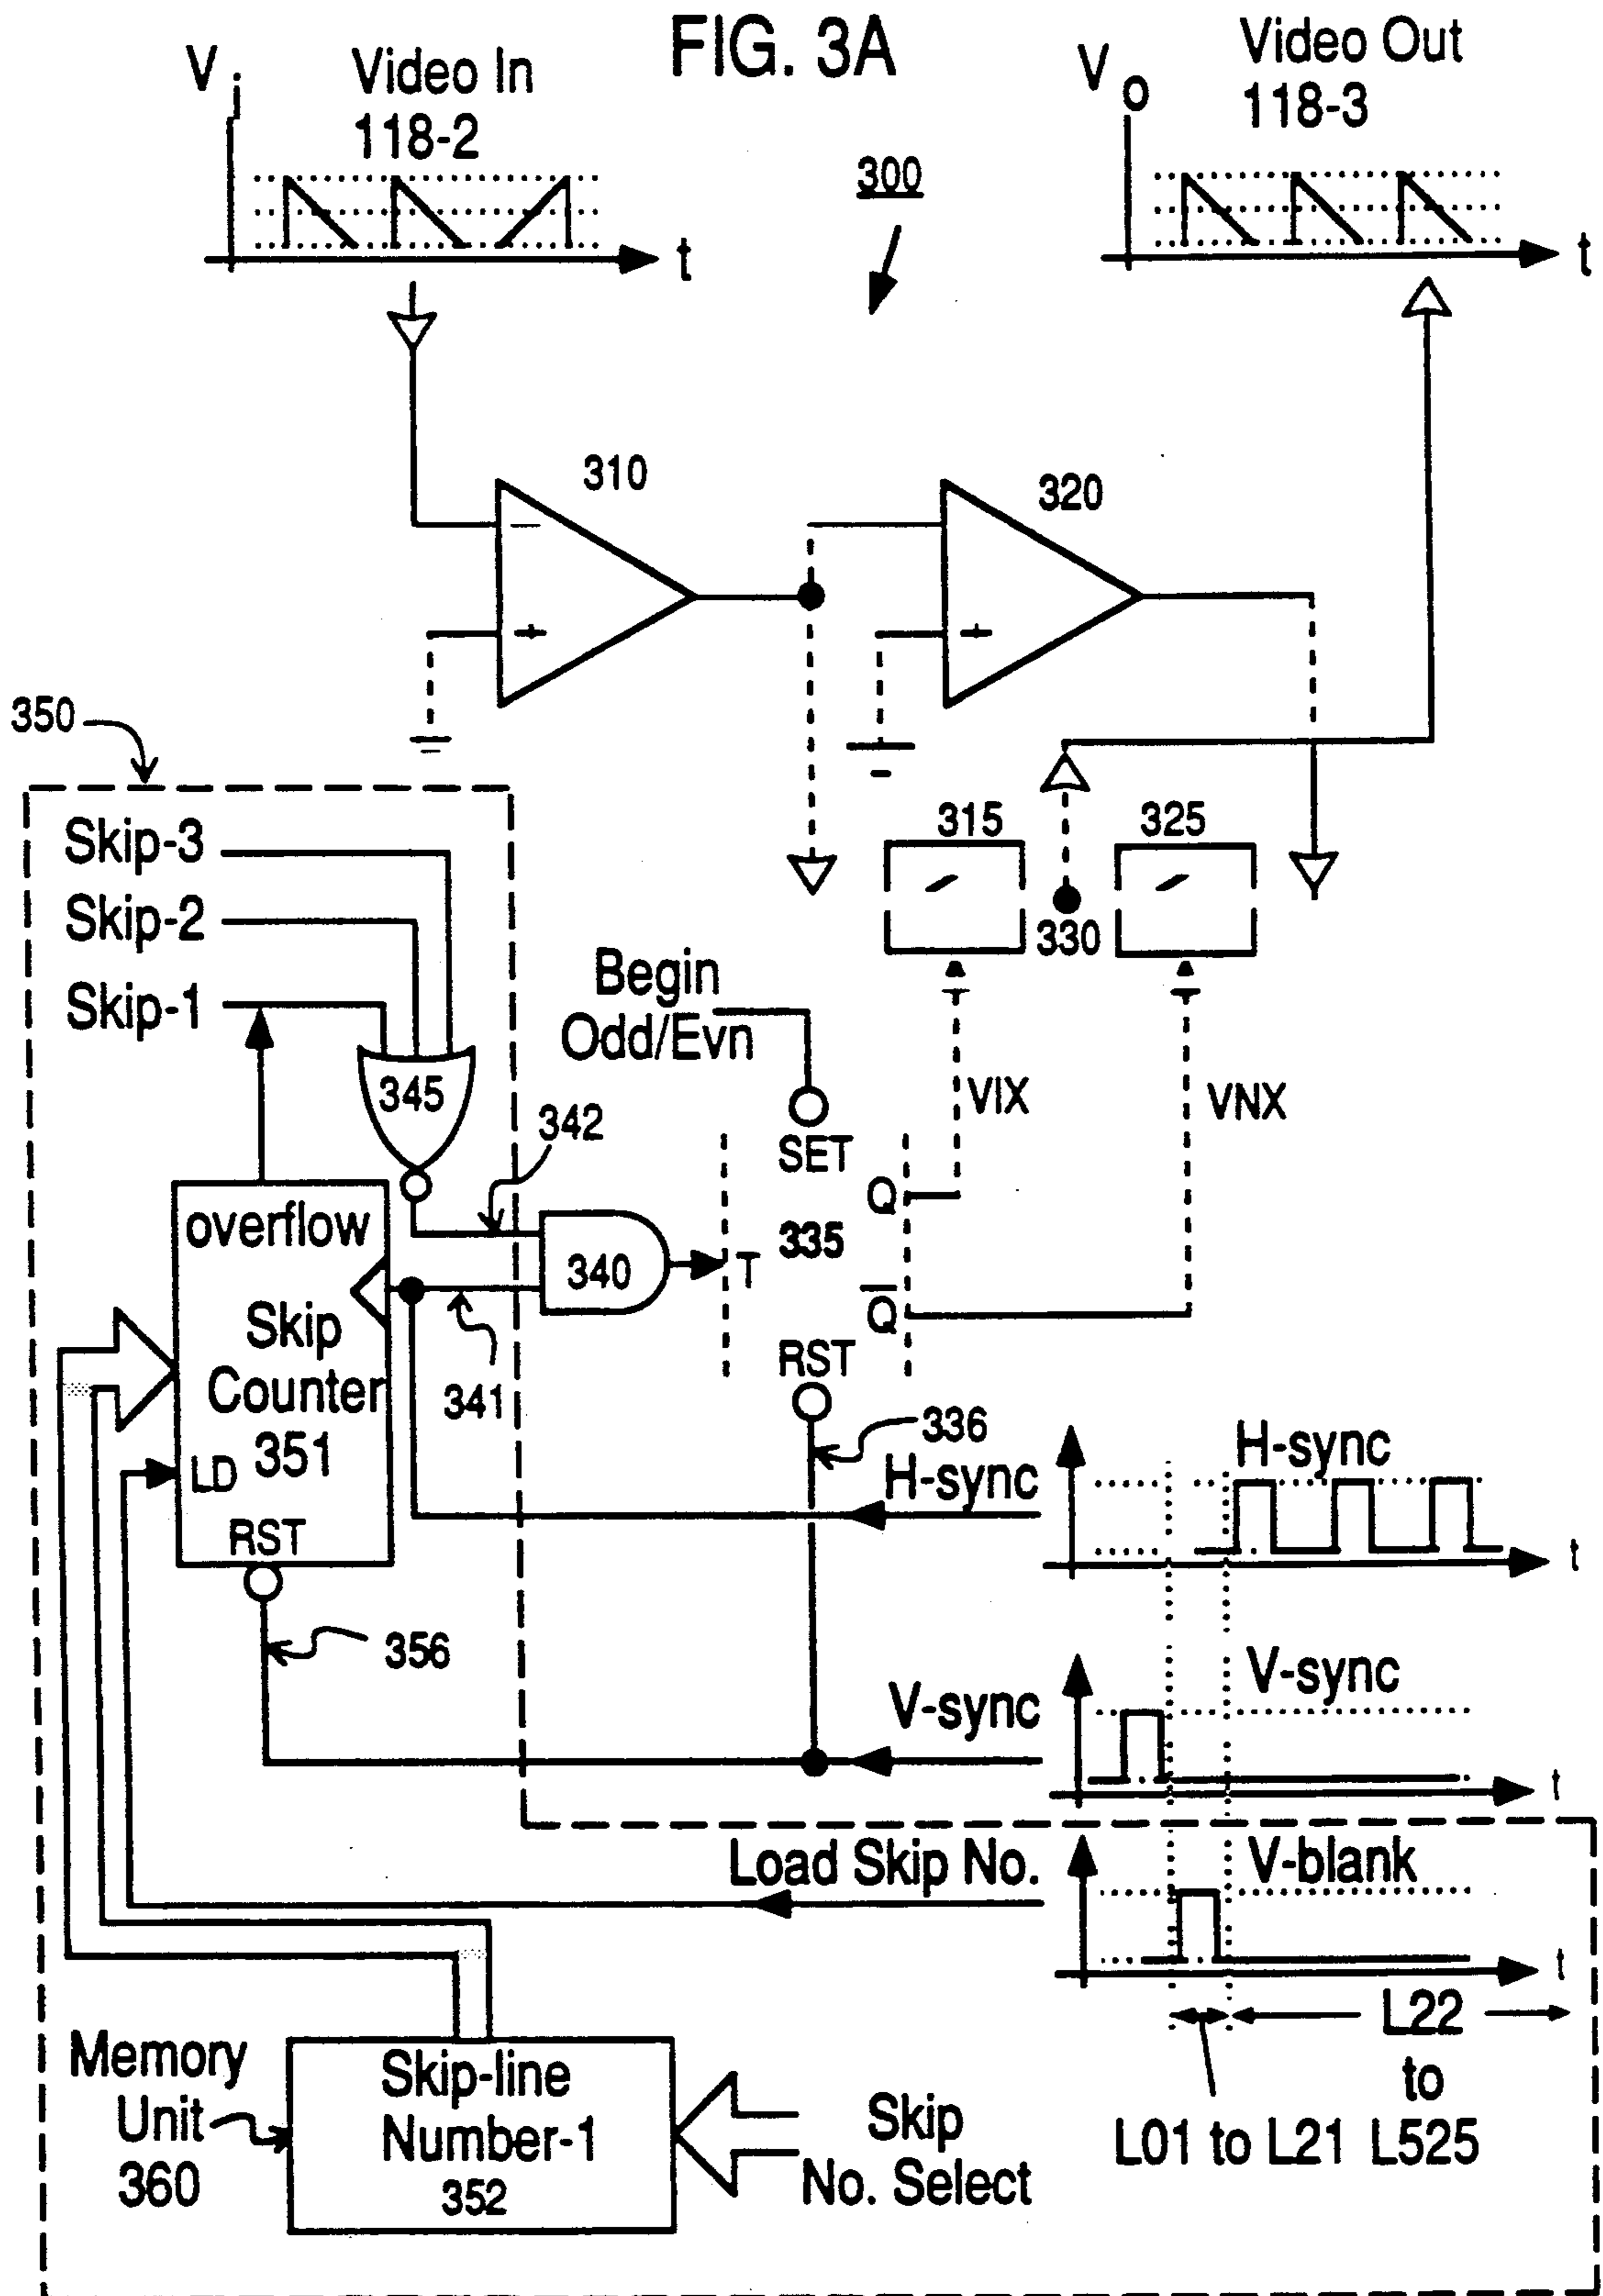 FIG. 3A
V i
Video In
118-2
t
300
V o
Video Out
118-3
t
310
−
+
320
+
350
Skip-3
Skip-2
Skip-1
345
342
315
325
330
Begin
Odd/Evn
VIX
VNX
SET
Q
335
T
Q
RST
340
341
overflow
Skip
Counter
351
LD
RST
336
H-sync
H-sync
t
356
V-sync
V-sync
t
Load Skip No.
V-blank
t
L22
to
L525
L01 to L21
Memory
Unit
360
Skip-line
Number-1
352
Skip
No. Select